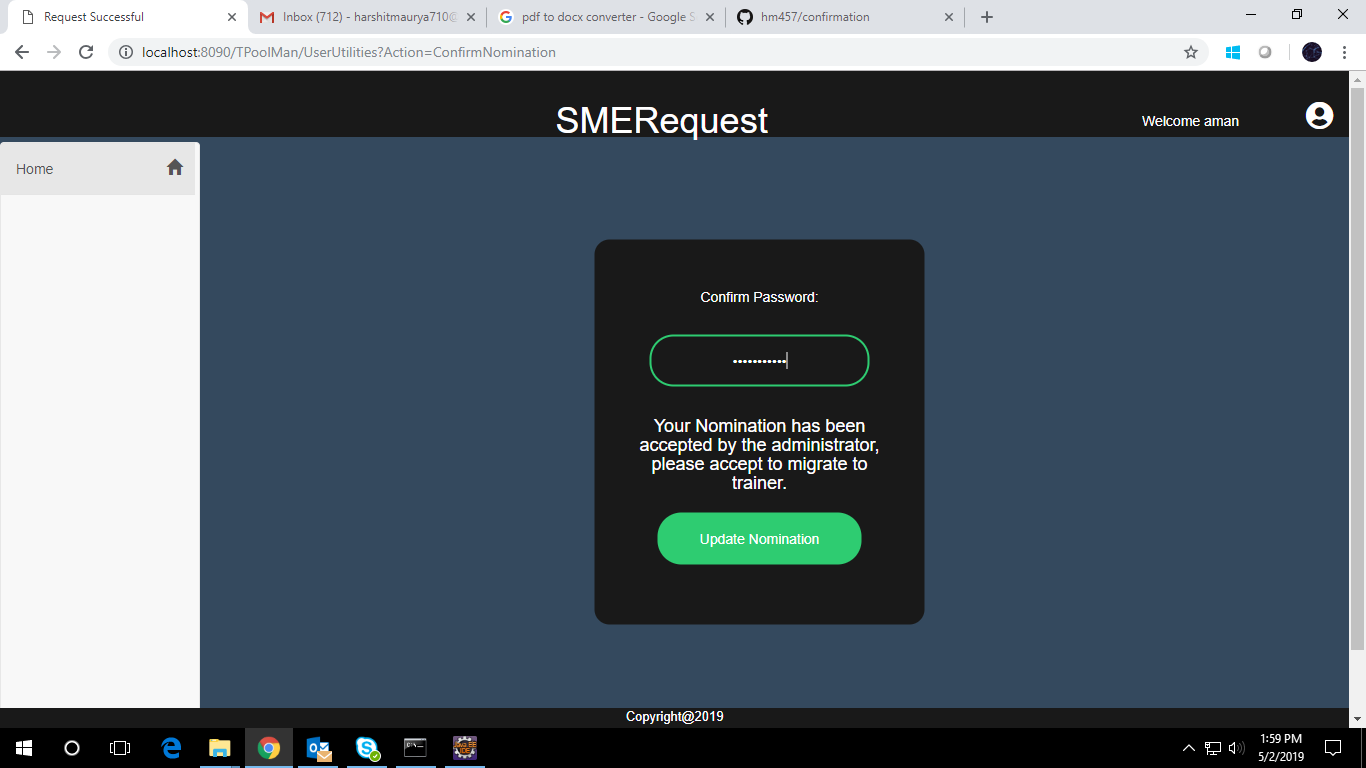 Request Successful
Inbox (712) - harshitmaurya710@
pdf to docx converter - Google S
hm457/confirmation
localhost:8090/TPoolMan/UserUtilities?Action=ConfirmNomination
SMERequest
Welcome aman
Home
Confirm Password:
•••••••••••
Your Nomination has been
accepted by the administrator,
please accept to migrate to
trainer.
Update Nomination
Copyright@2019
1:59 PM
5/2/2019